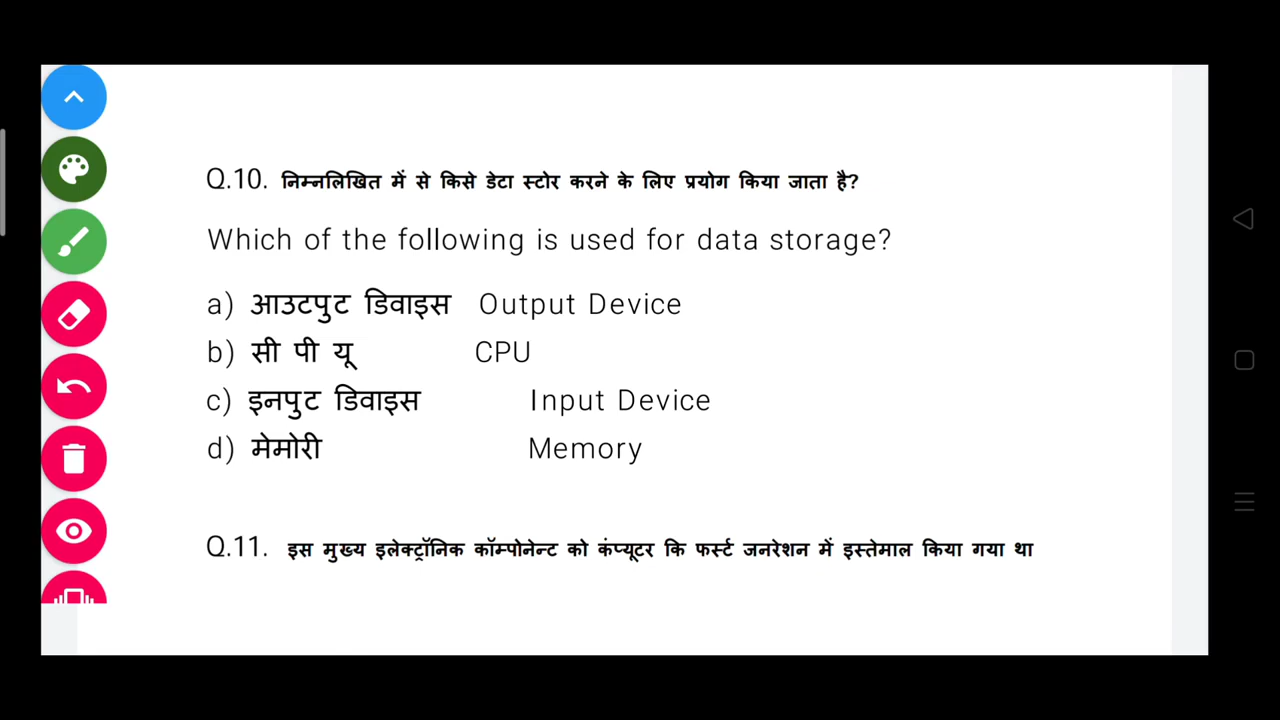 Q.10. निम्नलिखित में से किसे डेटा स्टोर करने के लिए प्रयोग किया जाता है?
Which of the following is used for data storage?
a) आउटपुट डिवाइस Output Device
b) सी पी यू CPU
c) इनपुट डिवाइस Input Device
d) मेमोरी Memory
Q.11. इस मुख्य इलेक्ट्रॉनिक कॉम्पोनेन्ट को कंप्यूटर कि फर्स्ट जनरेशन में इस्तेमाल किया गया था